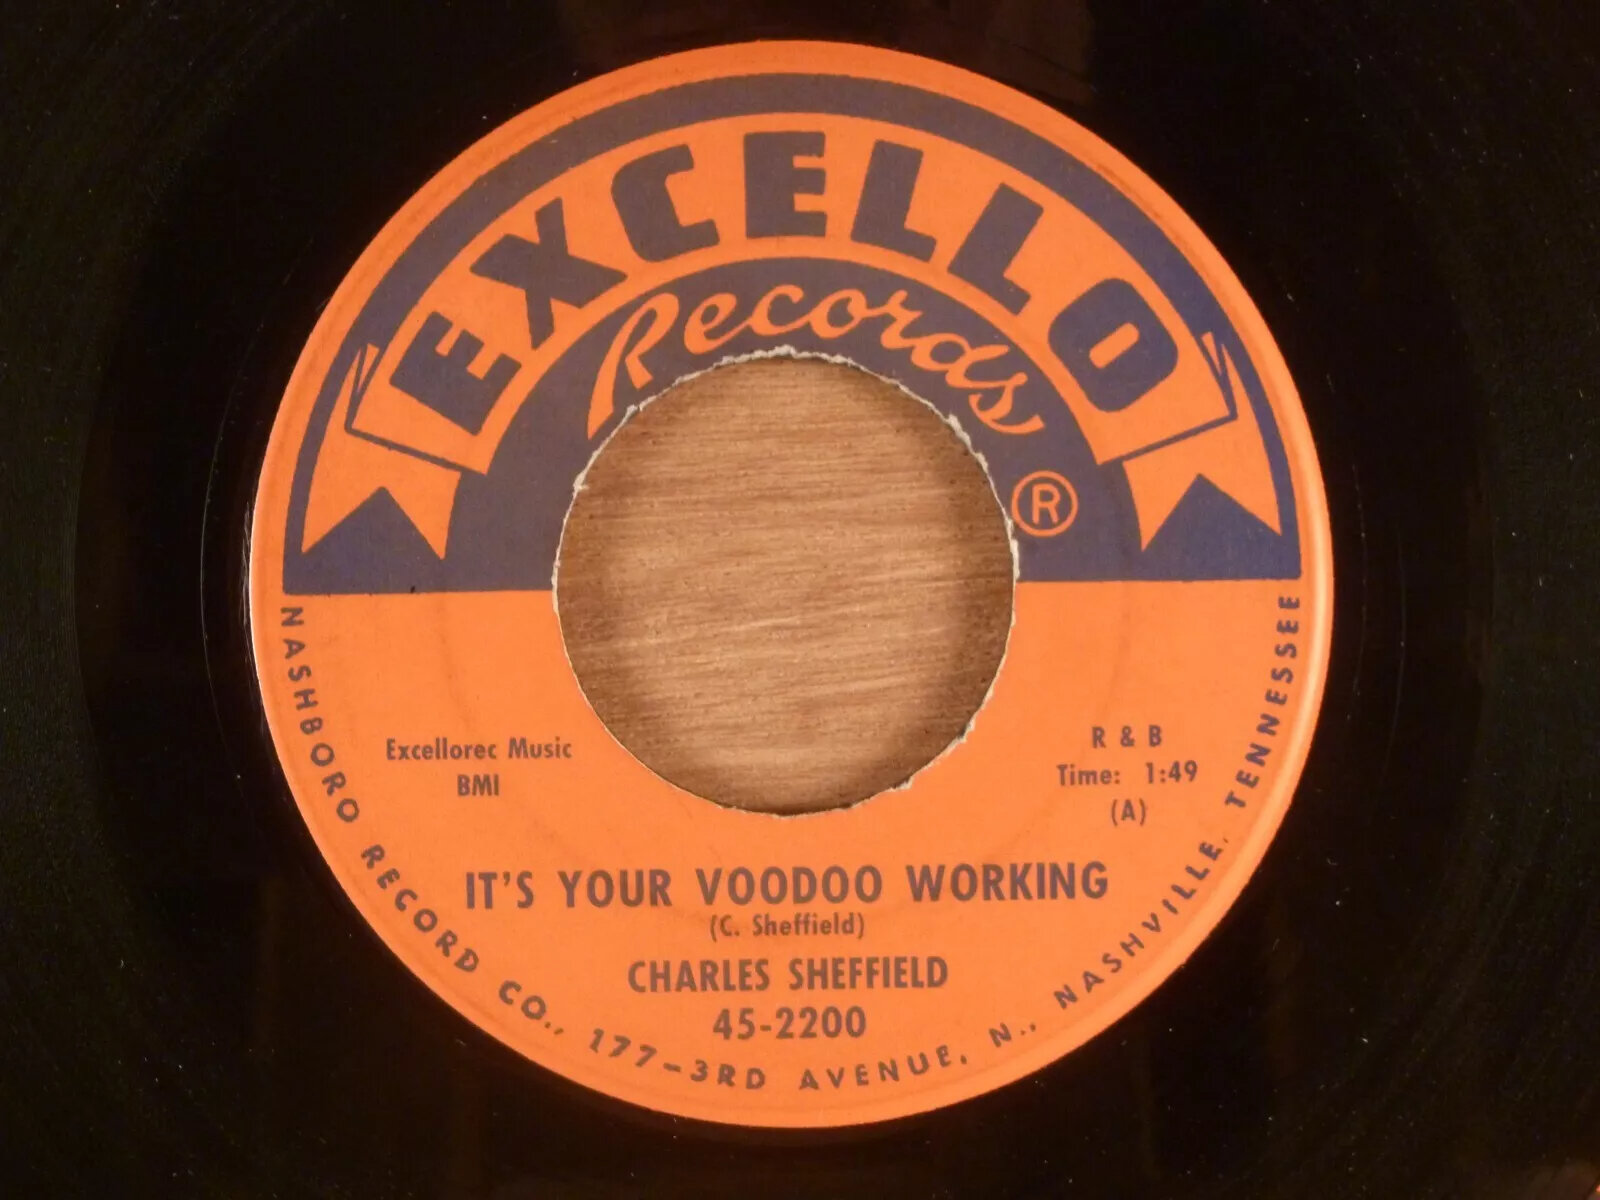 EXCELLO
Records
®
Excellorec Music
BMI
R & B
Time: 1:49
(A)
IT'S YOUR VOODOO WORKING
(C. Sheffield)
CHARLES SHEFFIELD
45-2200
NASHBORO RECORD CO., 177-3RD AVENUE, N., NASHVILLE, TENNESSEE